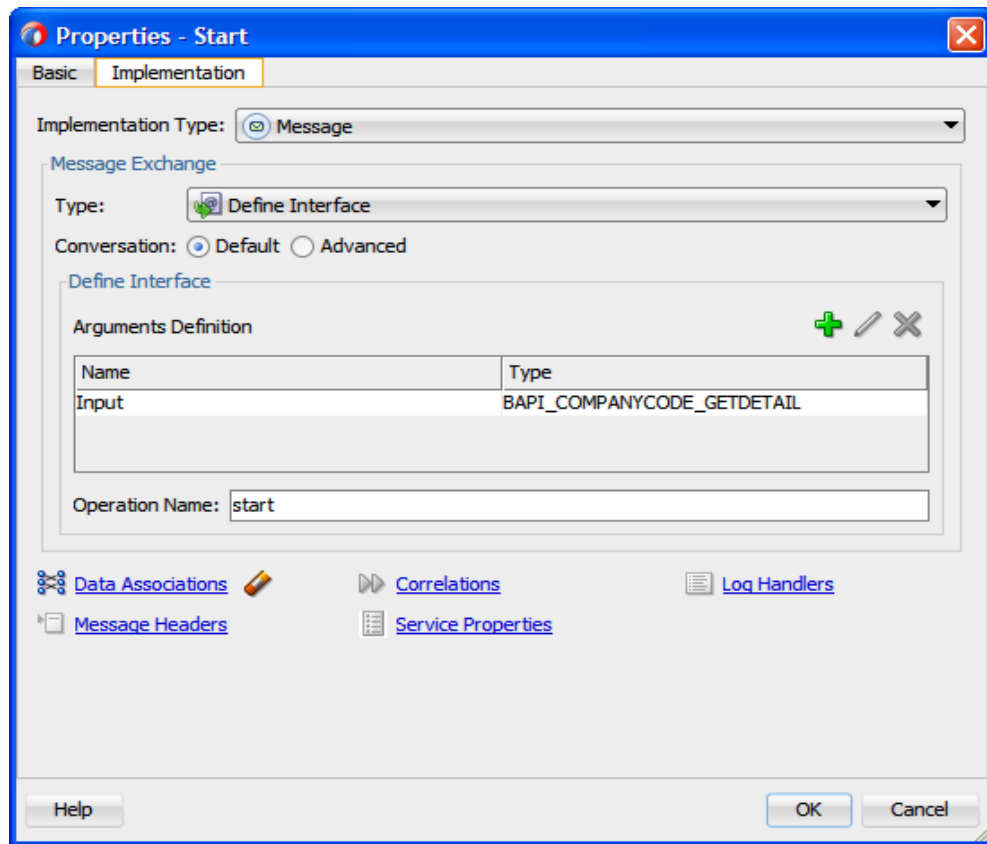 Properties - Start
Basic Implementation
Implementation Type: Message
Message Exchange
Type: Define Interface
Conversation: Default Advanced
Define Interface
Arguments Definition
Name Type
Input BAPI_COMPANYCODE_GETDETAIL
Operation Name: start
Data Associations Correlations Log Handlers
Message Headers Service Properties
Help OK Cancel